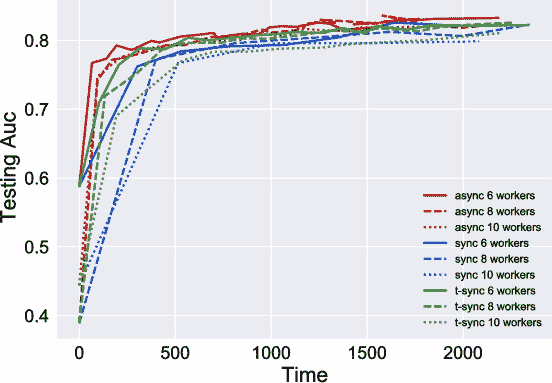 0.8
0.7
0.6
0.5
0.4
Testing Auc
async 6 workers
async 8 workers
async 10 workers
sync 6 workers
sync 8 workers
sync 10 workers
t-sync 6 workers
t-sync 8 workers
t-sync 10 workers
0 500 1000 1500 2000
Time